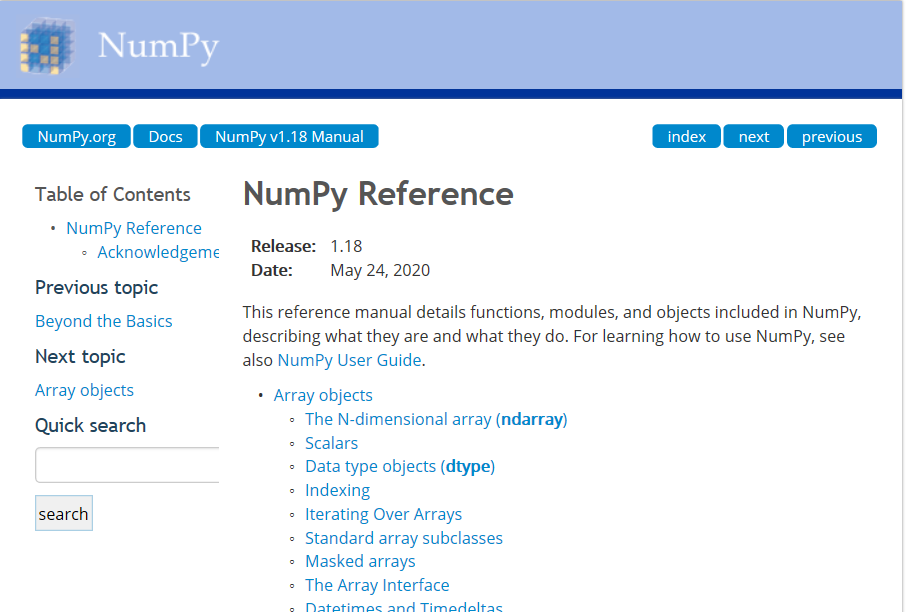 NumPy
NumPy.org Docs NumPy v1.18 Manual index next previous
Table of Contents
• NumPy Reference
◦ Acknowledgeme
Previous topic
Beyond the Basics
Next topic
Array objects
Quick search
search
NumPy Reference
Release: 1.18
Date: May 24, 2020
This reference manual details functions, modules, and objects included in NumPy,
describing what they are and what they do. For learning how to use NumPy, see
also NumPy User Guide.
• Array objects
◦ The N-dimensional array (ndarray)
◦ Scalars
◦ Data type objects (dtype)
◦ Indexing
◦ Iterating Over Arrays
◦ Standard array subclasses
◦ Masked arrays
◦ The Array Interface
◦ Datetimes and Timedeltas